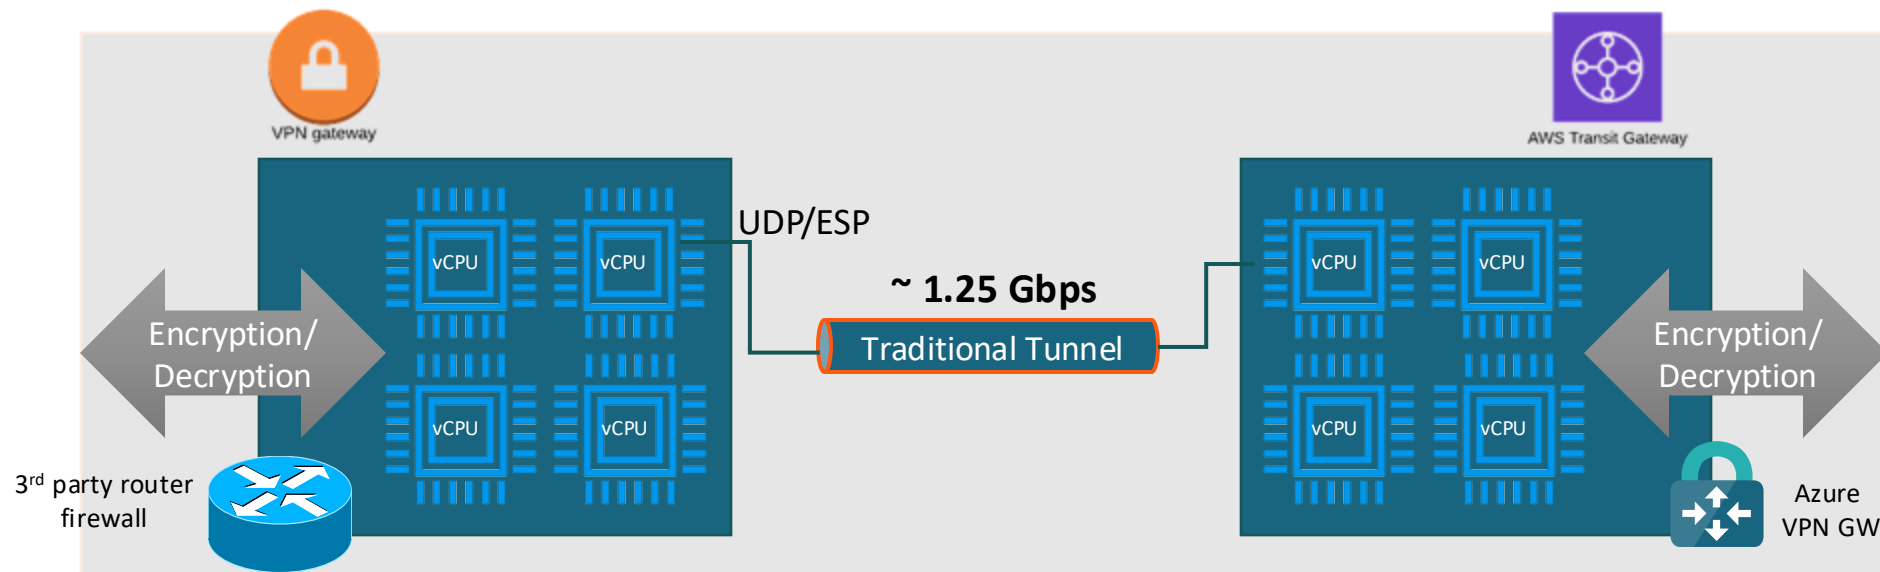 VPN gateway
AWS Transit Gateway
UDP/ESP
vCPU
vCPU
vCPU
vCPU
~ 1.25 Gbps
Traditional Tunnel
vCPU
vCPU
vCPU
vCPU
Encryption/
Decryption
Encryption/
Decryption
3rd party router
firewall
Azure
VPN GW